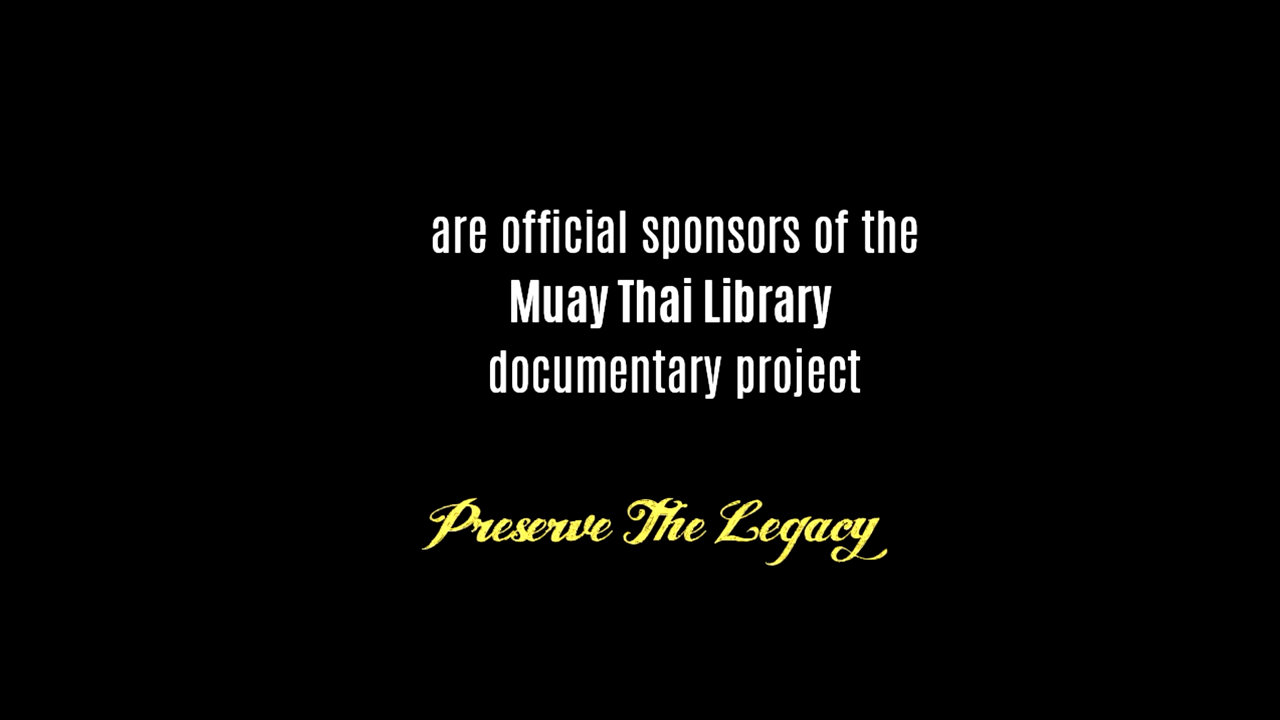 are official sponsors of the
Muay Thai Library
documentary project
Preserve The Legacy